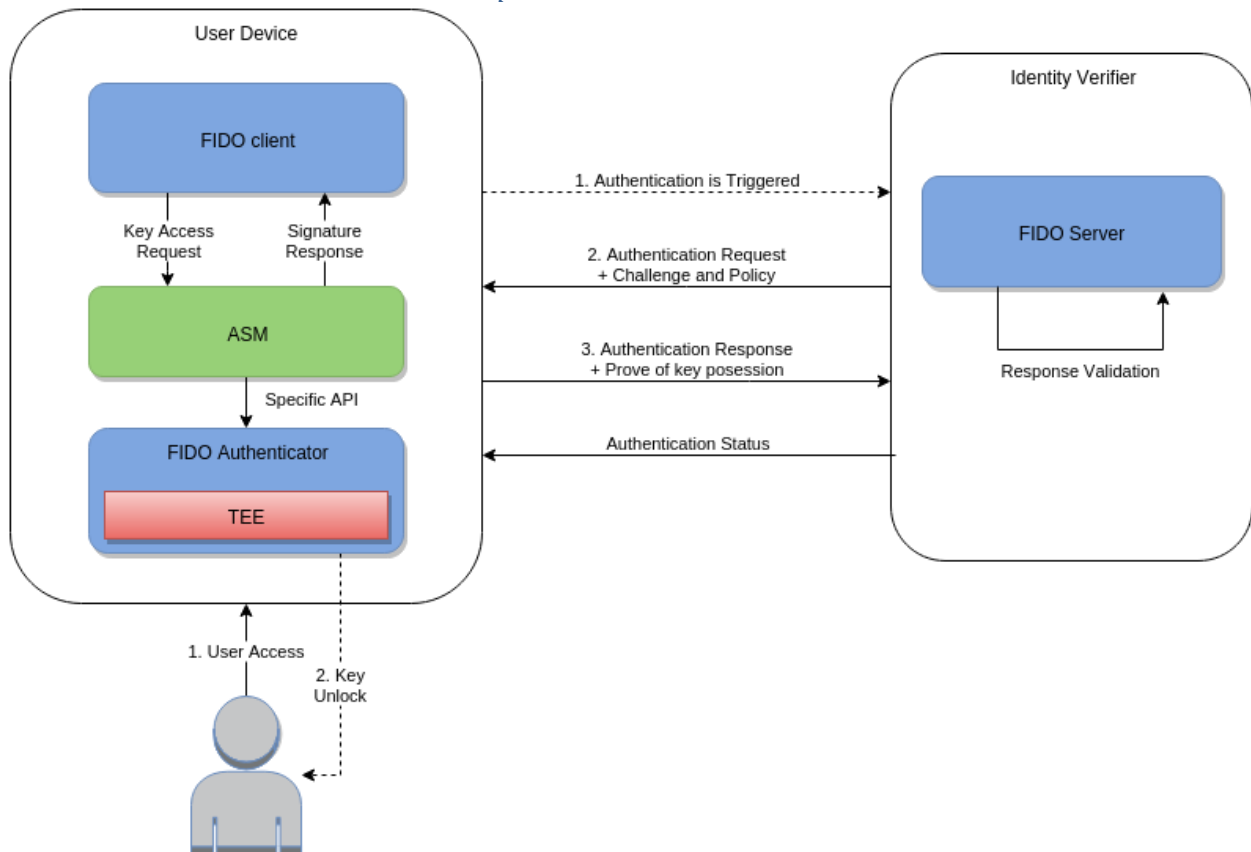 User Device
FIDO client
Key Access
Request
Signature
Response
ASM
Specific API
FIDO Authenticator
TEE
1. User Access
2. Key
Unlock
1. Authentication is Triggered
2. Authentication Request
+ Challenge and Policy
3. Authentication Response
+ Prove of key posession
Authentication Status
Identity Verifier
FIDO Server
Response Validation